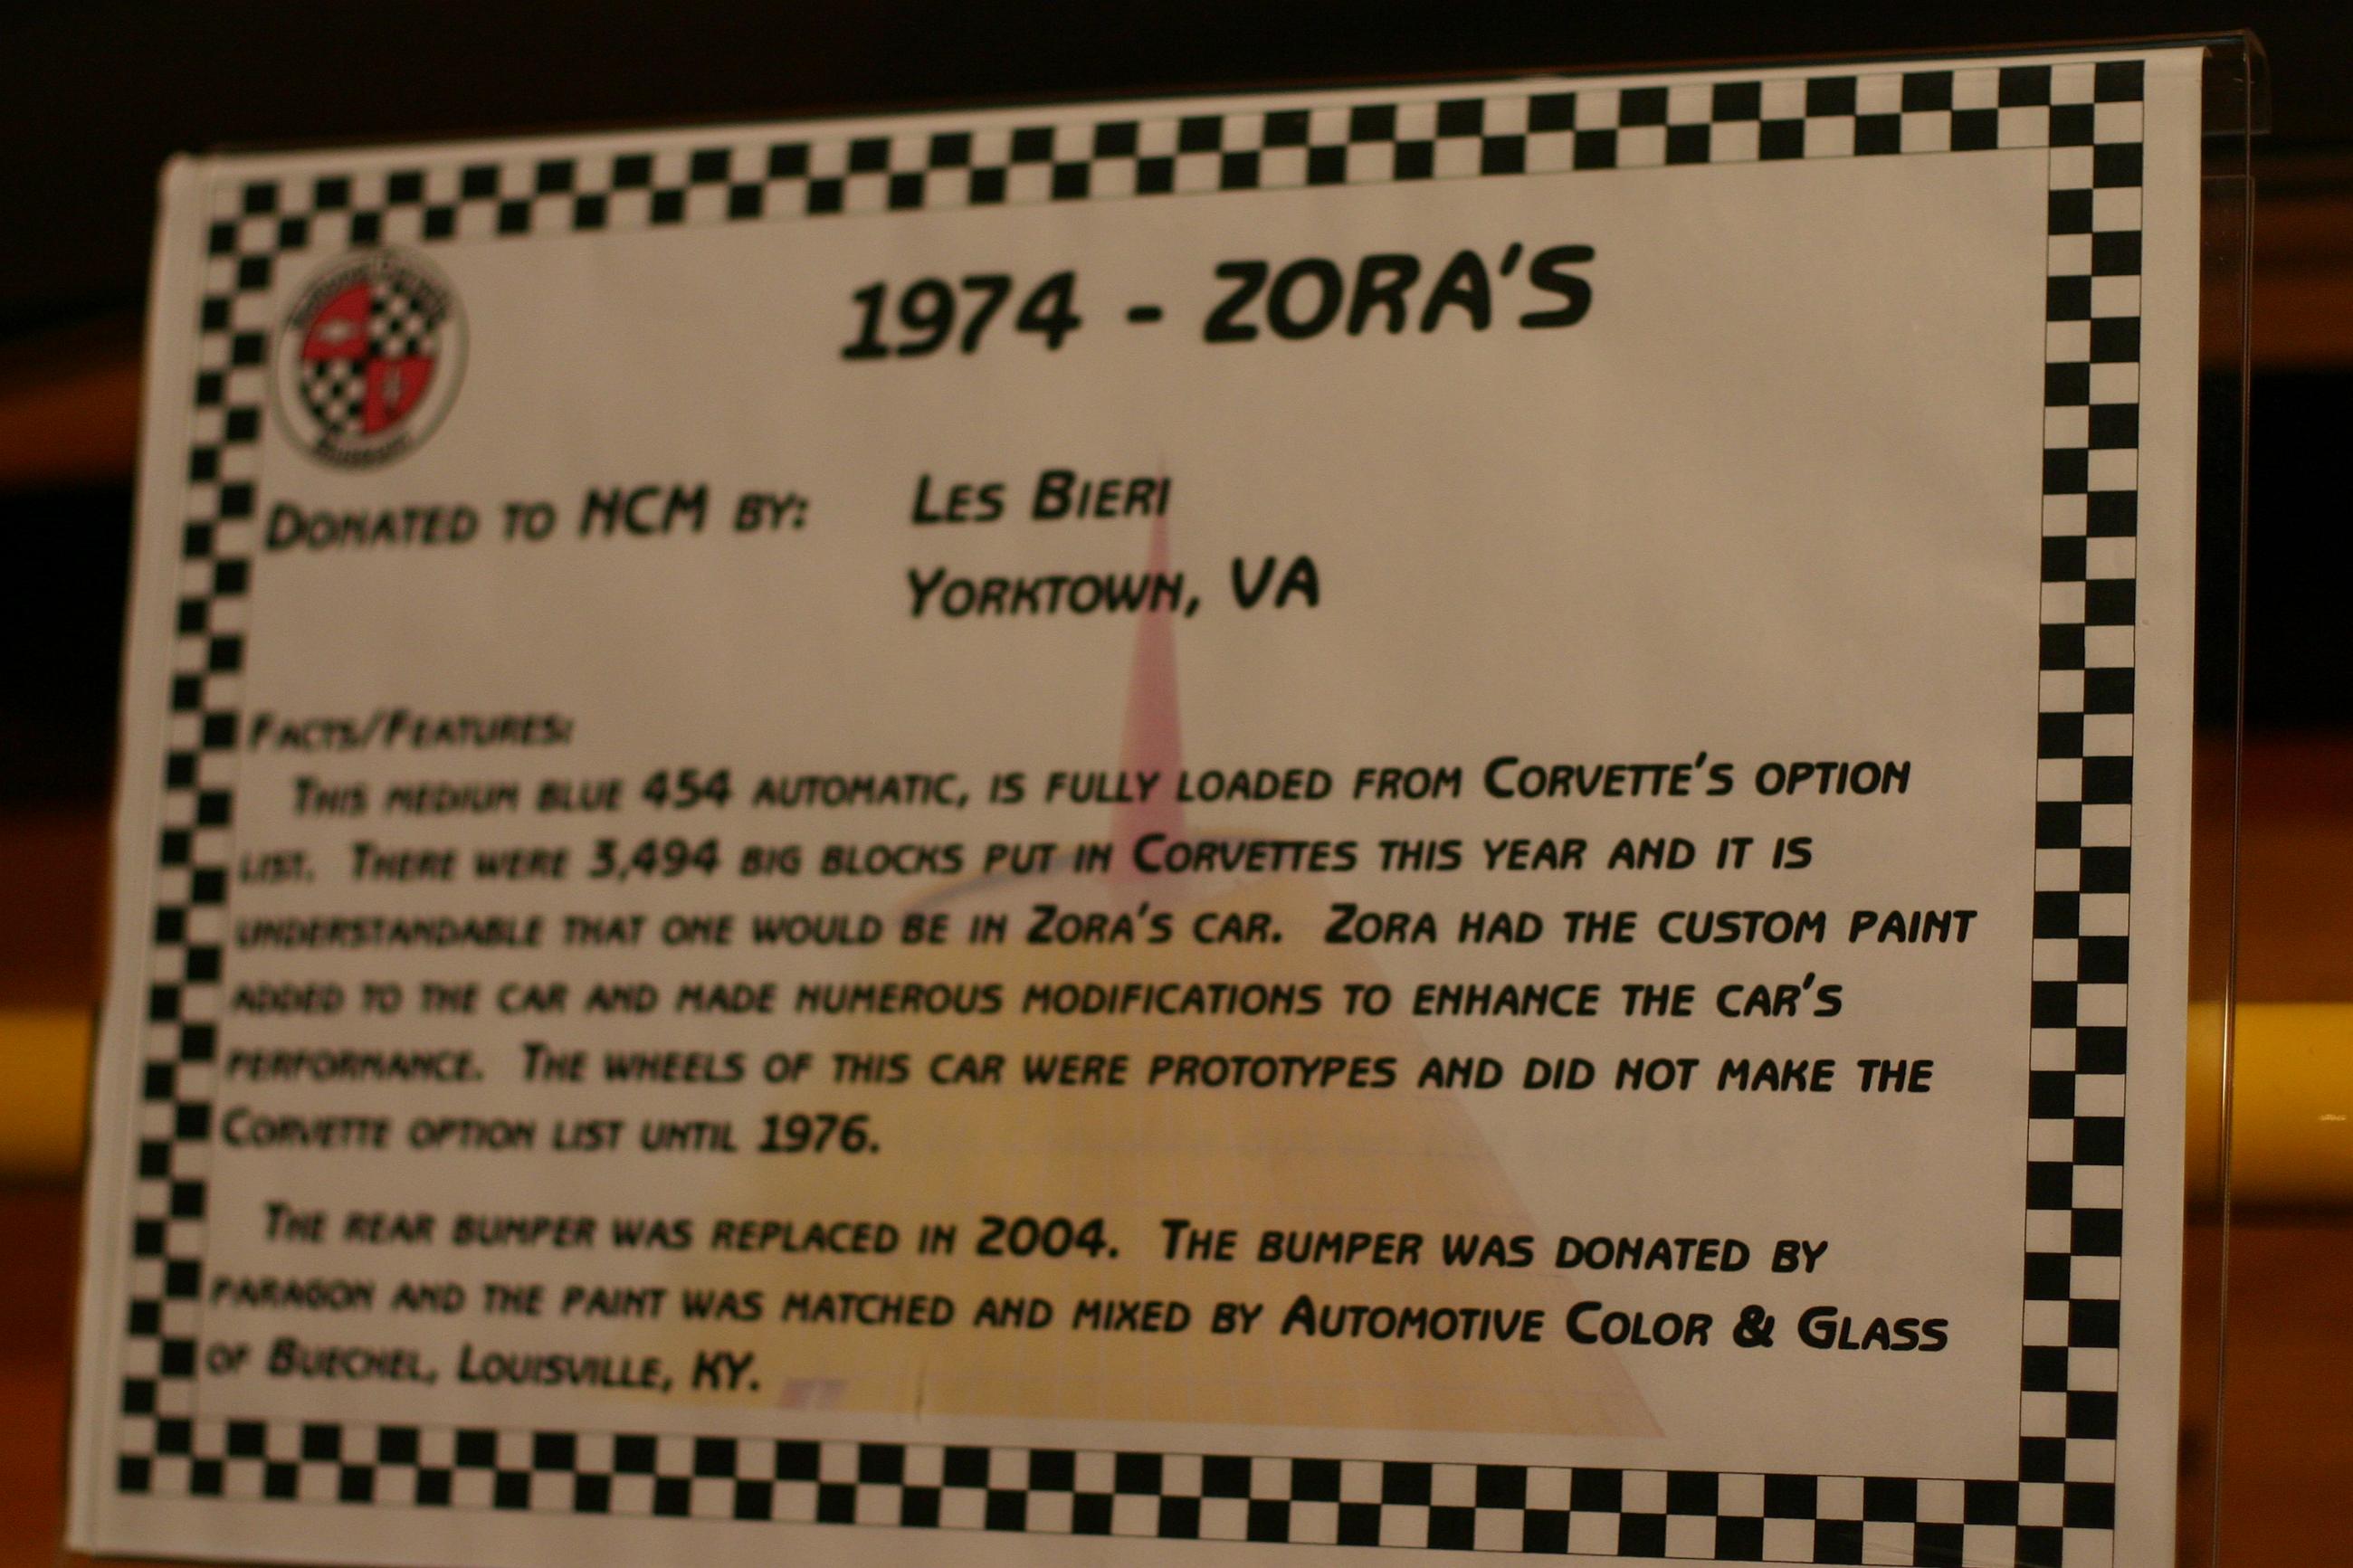 National Corvette
Museum
1974 - ZORA'S
DONATED TO NCM BY: LES BIERI
YORKTOWN, VA
FACTS/FEATURES:
THIS MEDIUM BLUE 454 AUTOMATIC, IS FULLY LOADED FROM CORVETTE'S OPTION
LIST. THERE WERE 3,494 BIG BLOCKS PUT IN CORVETTES THIS YEAR AND IT IS
UNDERSTANDABLE THAT ONE WOULD BE IN ZORA'S CAR. ZORA HAD THE CUSTOM PAINT
ADDED TO THE CAR AND MADE NUMEROUS MODIFICATIONS TO ENHANCE THE CAR'S
PERFORMANCE. THE WHEELS OF THIS CAR WERE PROTOTYPES AND DID NOT MAKE THE
CORVETTE OPTION LIST UNTIL 1976.
THE REAR BUMPER WAS REPLACED IN 2004. THE BUMPER WAS DONATED BY
PARAGON AND THE PAINT WAS MATCHED AND MIXED BY AUTOMOTIVE COLOR & GLASS
OF BUECHEL, LOUISVILLE, KY.